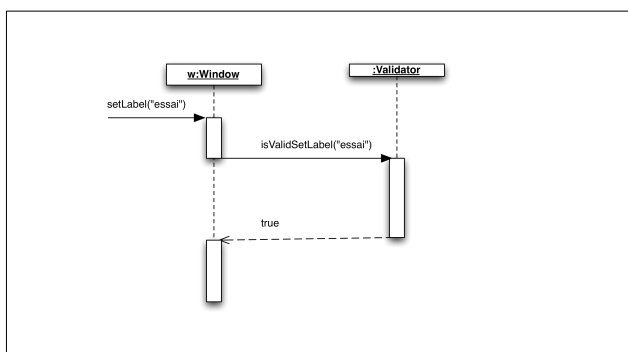 w:Window
:Validator
setLabel("essai")
isValidSetLabel("essai")
true